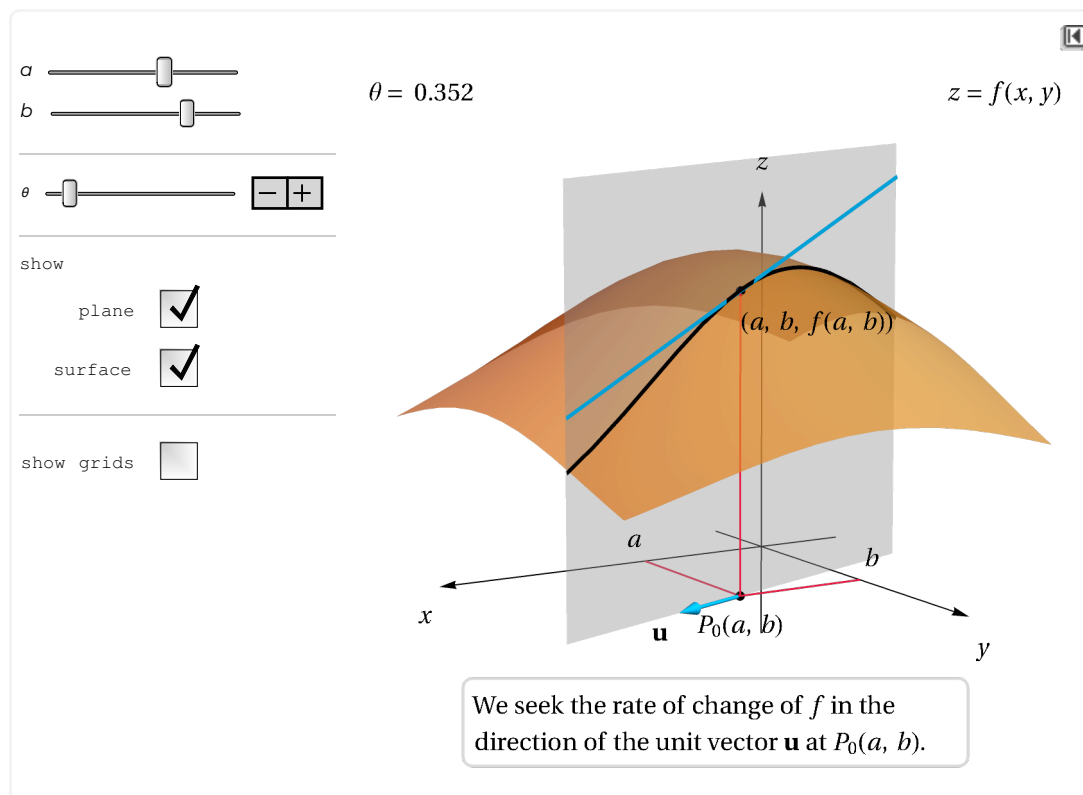 a
b
θ = 0.352
z = f(x, y)
θ
− +
show
plane
surface
show grids
z
(a, b, f(a, b))
a
b
x
u
P₀(a, b)
y
We seek the rate of change of f in the
direction of the unit vector u at P₀(a, b).